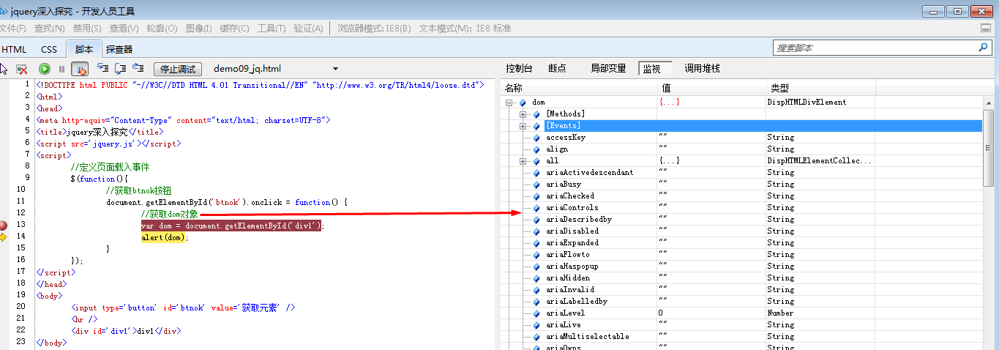 jquery深入探究 - 开发人员工具
文件(F) 查找(N) 禁用(S) 查看(V) 轮廓(O) 图像(I) 缓存(C) 工具(T) 验证(A) 浏览器模式: IE8(B) 文本模式(M): IE8 标准
HTML CSS 脚本 探查器 搜索脚本
停止调试 demo09_jq.html
控制台 断点 局部变量 监视 调用堆栈
1 <!DOCTYPE html PUBLIC "-//W3C//DTD HTML 4.01 Transitional//EN" "http://www.w3.org/TR/html4/loose.dtd">
2 <html>
3 <head>
4 <meta http-equiv="Content-Type" content="text/html; charset=UTF-8">
5 <title>jquery深入探究</title>
6 <script src='jquery.js'></script>
7 <script>
8 //定义页面载入事件
9 $(function(){
10 //获取btnok按钮
11 document.getElementById('btnok').onclick = function() {
12 //获取dom对象
13 var dom = document.getElementById('div1');
14 alert(dom);
15 }
16 });
17 </script>
18 </head>
19 <body>
20 <input type='button' id='btnok' value='获取元素' />
21 <hr />
22 <div id='div1'>div1</div>
23 </body>
名称 值 类型
dom {...} DispHTMLDivElement
[Methods]
[Events]
accessKey "" String
align "" String
all {...} DispHTMLElementCollec...
ariaActivedescendant "" String
ariaBusy "" String
ariaChecked "" String
ariaControls "" String
ariaDescribedby "" String
ariaDisabled "" String
ariaExpanded "" String
ariaFlowto "" String
ariaHaspopup "" String
ariaHidden "" String
ariaInvalid "" String
ariaLabelledby "" String
ariaLevel 0 Number
ariaLive "" String
ariaMultiselectable "" String
ariaOwns "" String